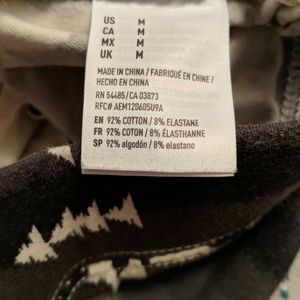 US M
CA M
MX M
UK M
MADE IN CHINA / FABRIQUÉ EN CHINE /
HECHO EN CHINA
RN 54485/CA 03873
RFC# AEM120605U9A
EN 92% COTTON / 8% ELASTANE
FR 92% COTON / 8% ÉLASTHANNE
SP 92% algodón / 8% elastano